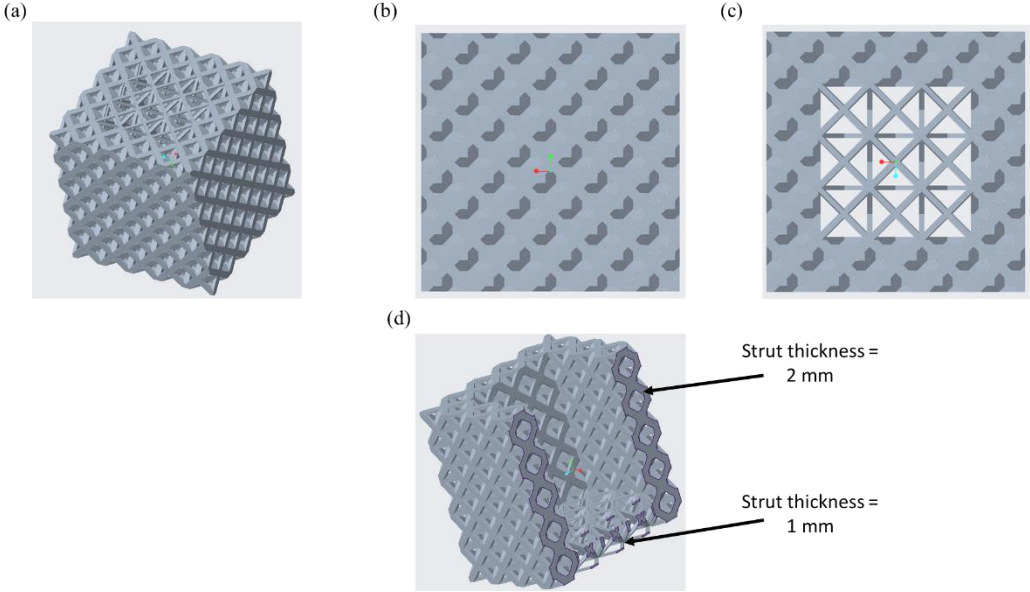 (a)
(b)
(c)
(d)
Strut thickness =
2 mm
Strut thickness =
1 mm